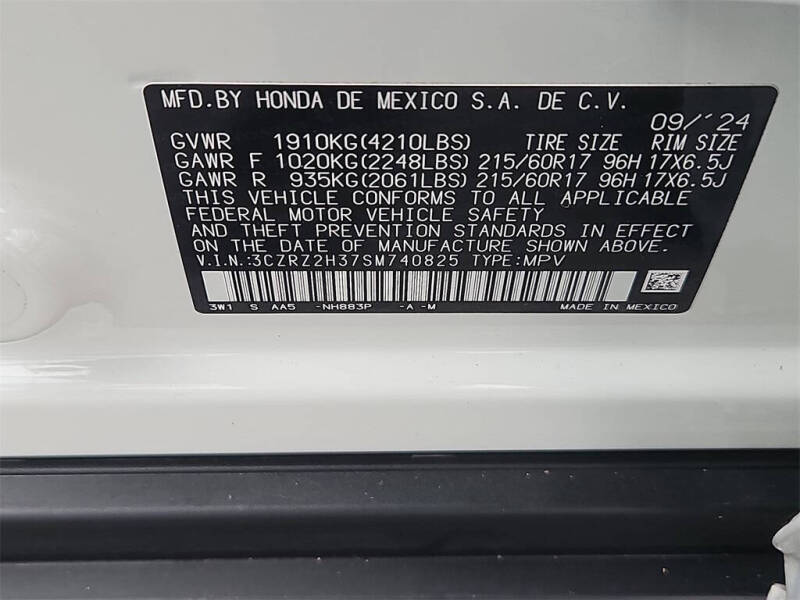 MFD.BY HONDA DE MEXICO S.A. DE C.V.
09/'24
GVWR 1910KG(4210LBS) TIRE SIZE RIM SIZE
GAWR F 1020KG(2248LBS) 215/60R17 96H 17X6.5J
GAWR R 935KG(2061LBS) 215/60R17 96H 17X6.5J
THIS VEHICLE CONFORMS TO ALL APPLICABLE
FEDERAL MOTOR VEHICLE SAFETY
AND THEFT PREVENTION STANDARDS IN EFFECT
ON THE DATE OF MANUFACTURE SHOWN ABOVE.
V.I.N.:3CZRZ2H37SM740825 TYPE:MPV
3W1 S AA5 -NH883P -A -M MADE IN MEXICO